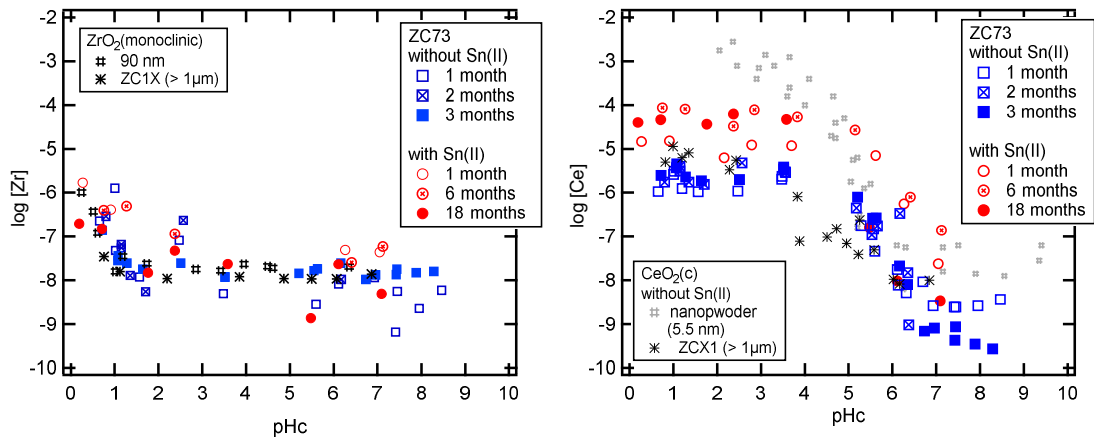 -2
-3
-4
-5
-6
-7
-8
-9
-10
log [Zr]
ZrO2(monoclinic)
90 nm
ZC1X (> 1µm)
ZC73
without Sn(II)
1 month
2 months
3 months
with Sn(II)
1 month
6 months
18 months
0 1 2 3 4 5 6 7 8 9 10
pHc
-2
-3
-4
-5
-6
-7
-8
-9
-10
log [Ce]
ZC73
without Sn(II)
1 month
2 months
3 months
with Sn(II)
1 month
6 months
18 months
CeO2(c)
without Sn(II)
nanopwoder
(5.5 nm)
ZCX1 (> 1µm)
0 1 2 3 4 5 6 7 8 9 10
pHc